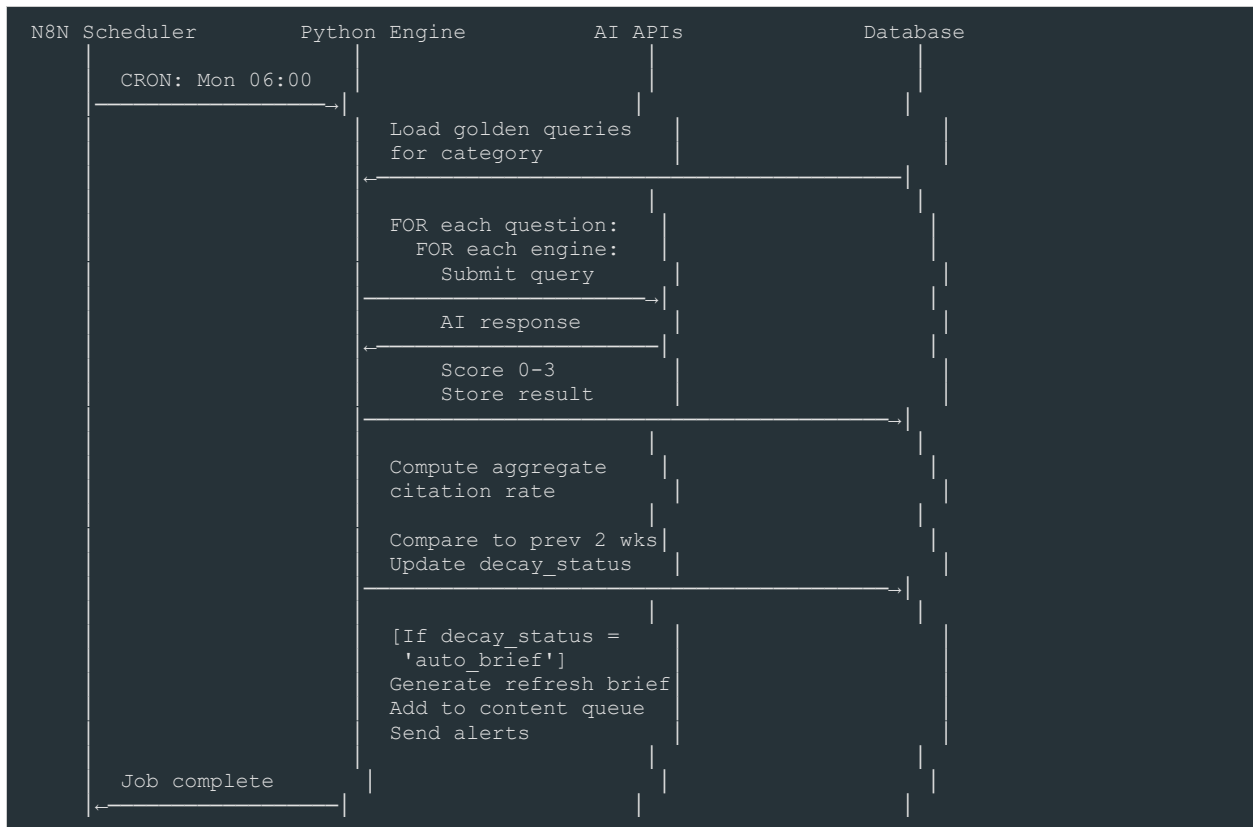 N8N Scheduler Python Engine AI APIs Database
CRON: Mon 06:00
Load golden queries
for category
FOR each question:
FOR each engine:
Submit query
AI response
Score 0-3
Store result
Compute aggregate
citation rate
Compare to prev 2 wks
Update decay_status
[If decay_status =
'auto_brief']
Generate refresh brief
Add to content queue
Send alerts
Job complete